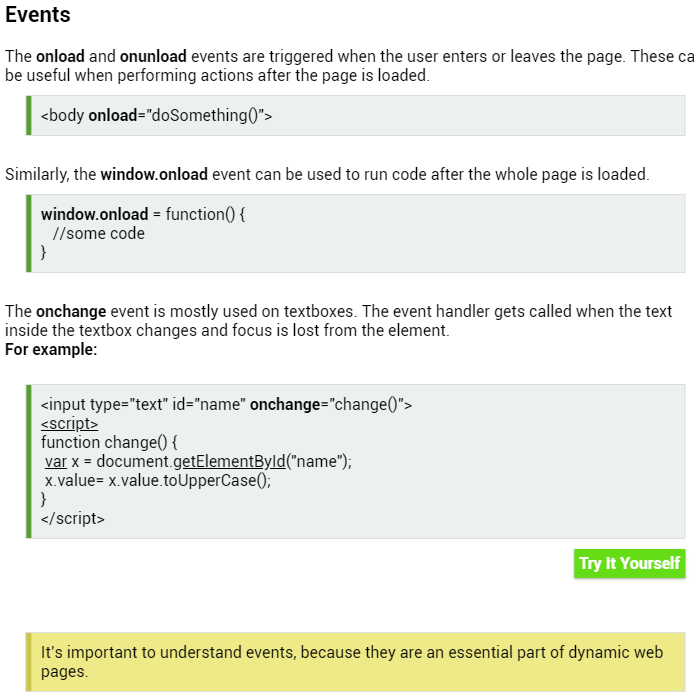 Events
The onload and onunload events are triggered when the user enters or leaves the page. These ca
be useful when performing actions after the page is loaded.
<body onload="doSomething()">
Similarly, the window.onload event can be used to run code after the whole page is loaded.
window.onload = function() {
//some code
}
The onchange event is mostly used on textboxes. The event handler gets called when the text
inside the textbox changes and focus is lost from the element.
For example:
<input type="text" id="name" onchange="change()">
<script>
function change() {
var x = document.getElementById("name");
x.value= x.value.toUpperCase();
}
</script>
Try It Yourself
It's important to understand events, because they are an essential part of dynamic web
pages.